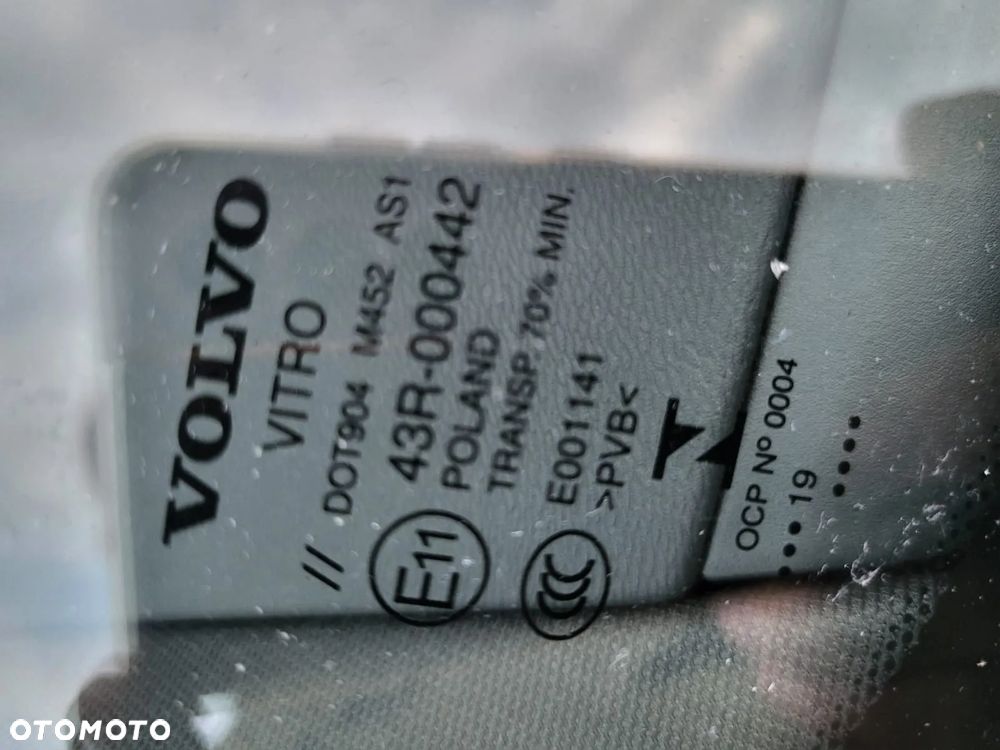 VOLVO
VITRO
// DOT904 M452 AS1
E11 43R-000442
POLAND
TRANSP. 70% MIN.
CCC E001141
>PVB<
OCP Nº 0004
•••19
••••
OTOMOTO